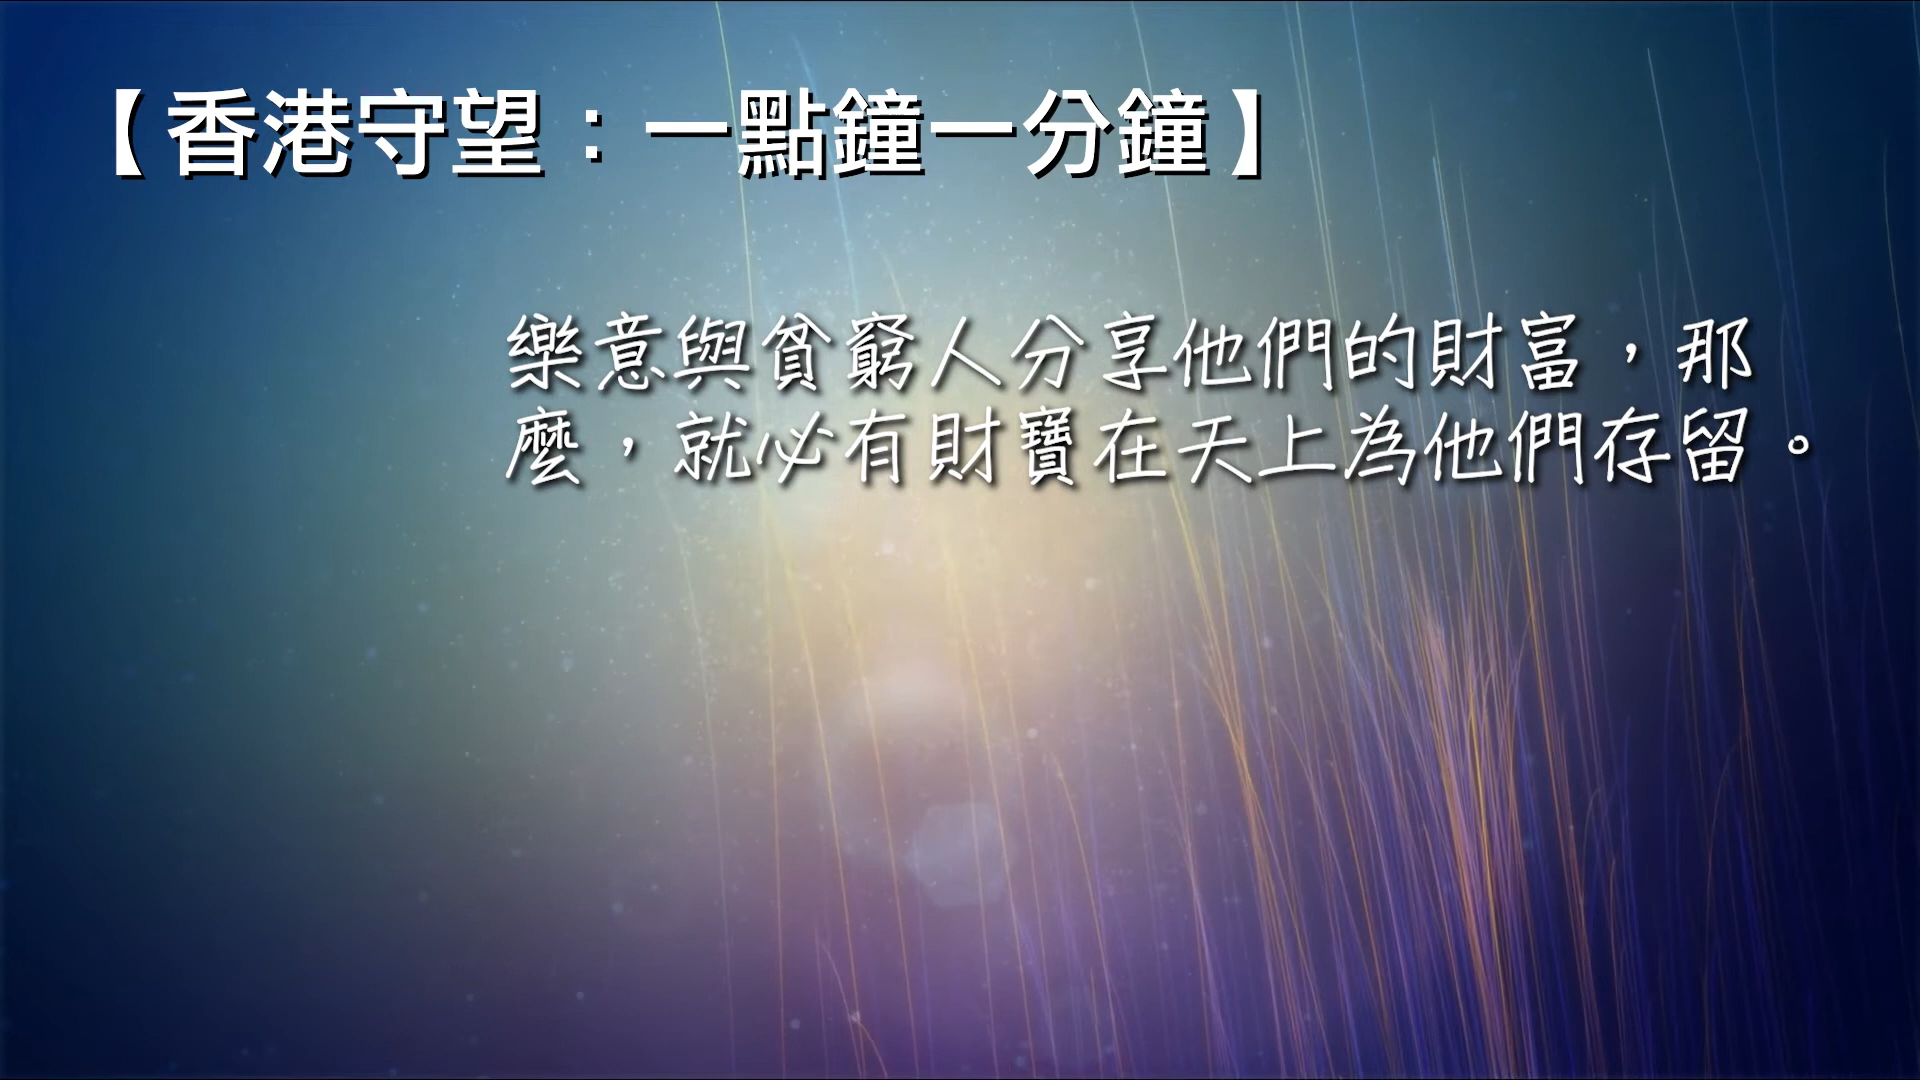 【香港守望：一點鐘一分鐘】
樂意與貧窮人分享他們的財富，那
麼，就必有財寶在天上為他們存留。